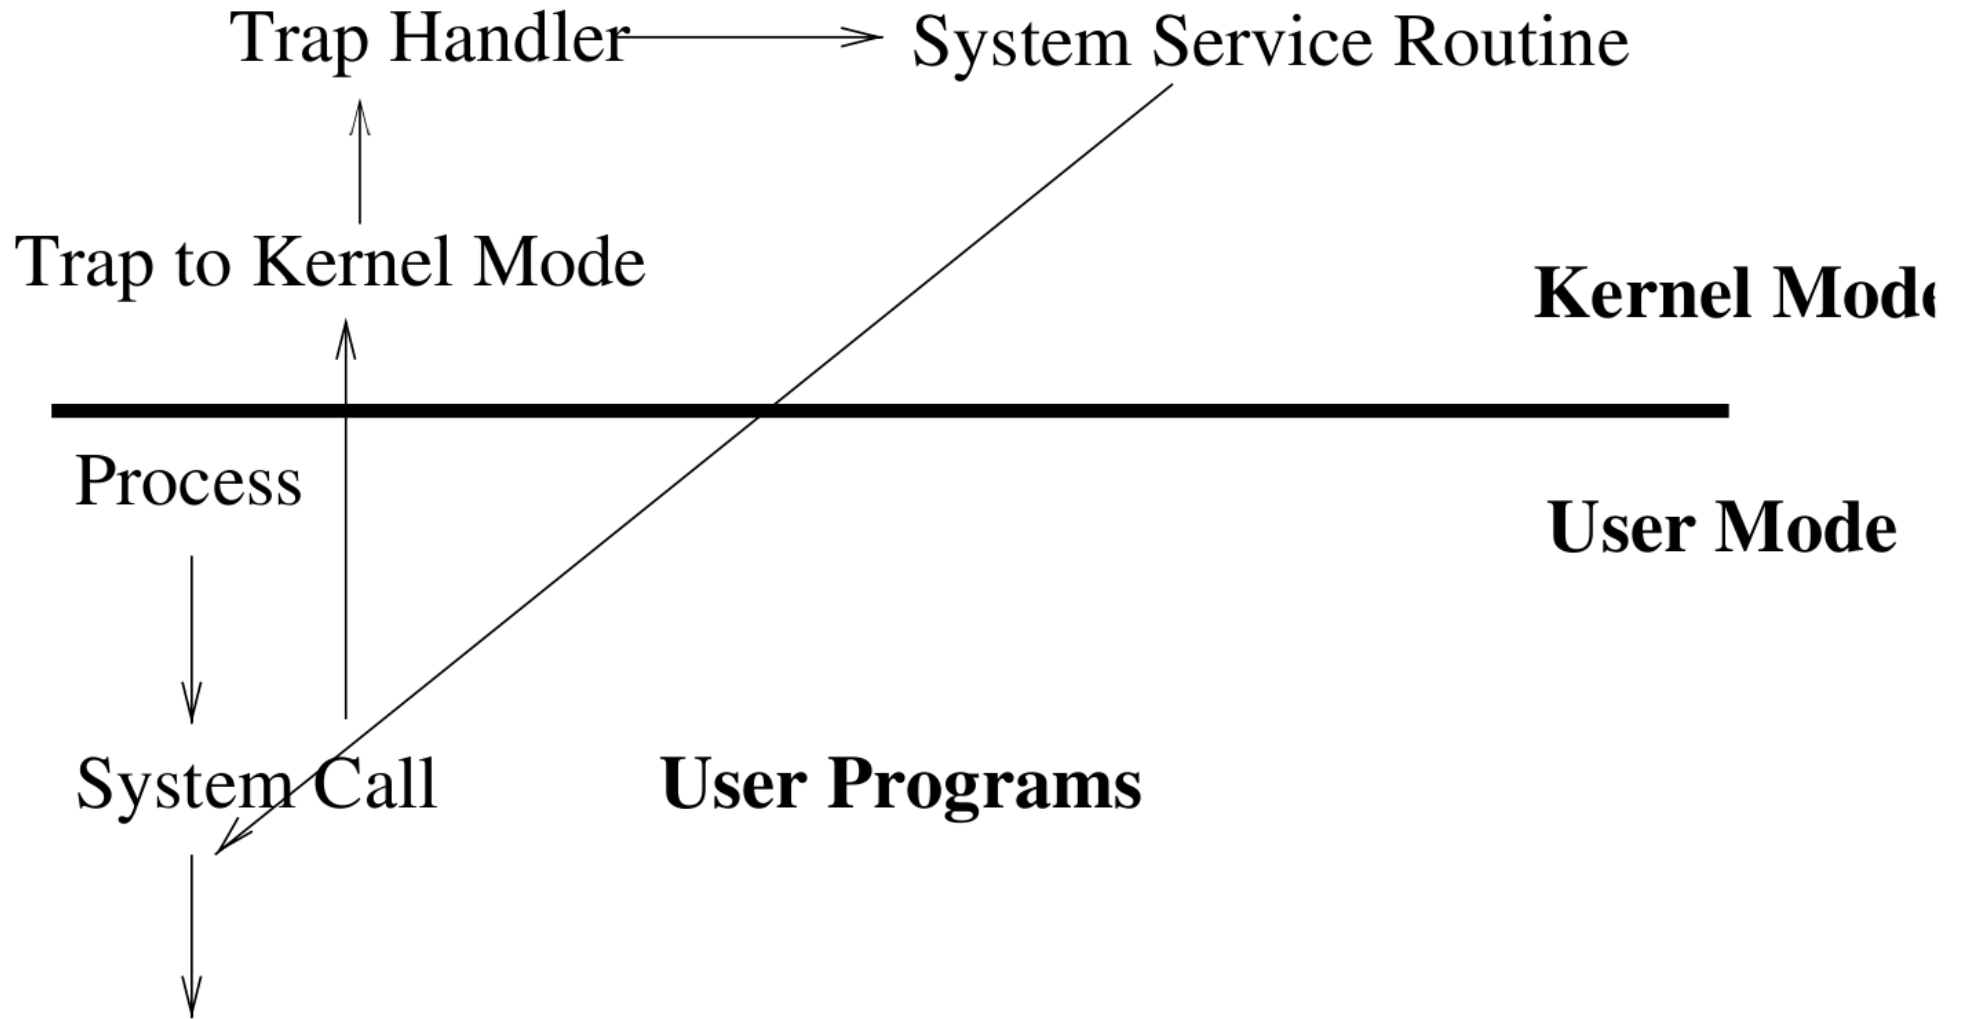 Trap Handler
System Service Routine
Trap to Kernel Mode
Kernel Mode
Process
User Mode
System Call
User Programs